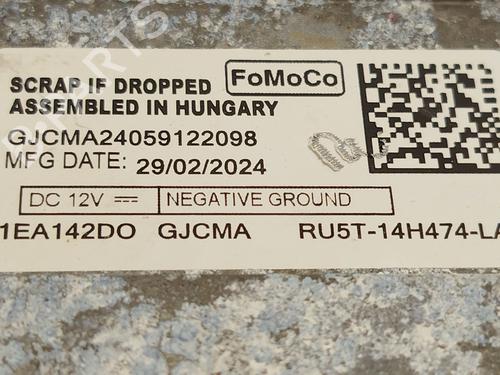 SCRAP IF DROPPED
FoMoCo
ASSEMBLED IN HUNGARY
GJCMA24059122098
MFG DATE: 29/02/2024
DC 12V NEGATIVE GROUND
1EA142DO GJCMA RU5T-14H474-LA